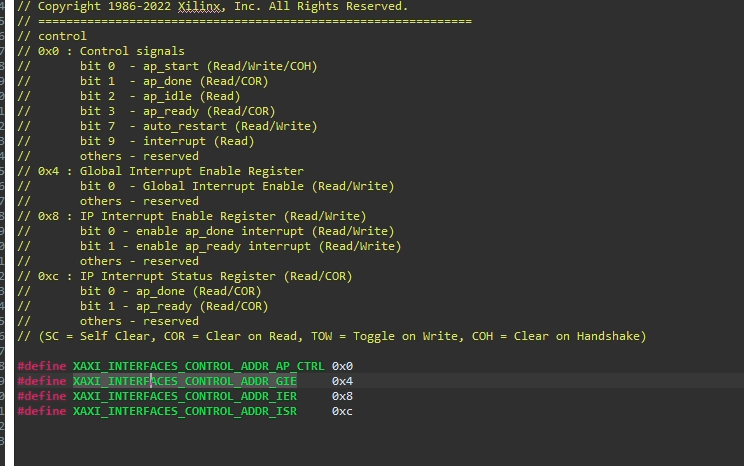 // Copyright 1986-2022 Xilinx, Inc. All Rights Reserved.
// ==================================================================
// control
// 0x0 : Control signals
//       bit 0  - ap_start (Read/Write/COH)
//       bit 1  - ap_done (Read/COR)
//       bit 2  - ap_idle (Read)
//       bit 3  - ap_ready (Read/COR)
//       bit 7  - auto_restart (Read/Write)
//       bit 9  - interrupt (Read)
//       others - reserved
// 0x4 : Global Interrupt Enable Register
//       bit 0  - Global Interrupt Enable (Read/Write)
//       others - reserved
// 0x8 : IP Interrupt Enable Register (Read/Write)
//       bit 0 - enable ap_done interrupt (Read/Write)
//       bit 1 - enable ap_ready interrupt (Read/Write)
//       others - reserved
// 0xc : IP Interrupt Status Register (Read/COR)
//       bit 0 - ap_done (Read/COR)
//       bit 1 - ap_ready (Read/COR)
//       others - reserved
// (SC = Self Clear, COR = Clear on Read, TOW = Toggle on Write, COH = Clear on Handshake)
#define XAXI_INTERFACES_CONTROL_ADDR_AP_CTRL 0x0
#define XAXI_INTERFACES_CONTROL_ADDR_GIE     0x4
#define XAXI_INTERFACES_CONTROL_ADDR_IER     0x8
#define XAXI_INTERFACES_CONTROL_ADDR_ISR     0xc